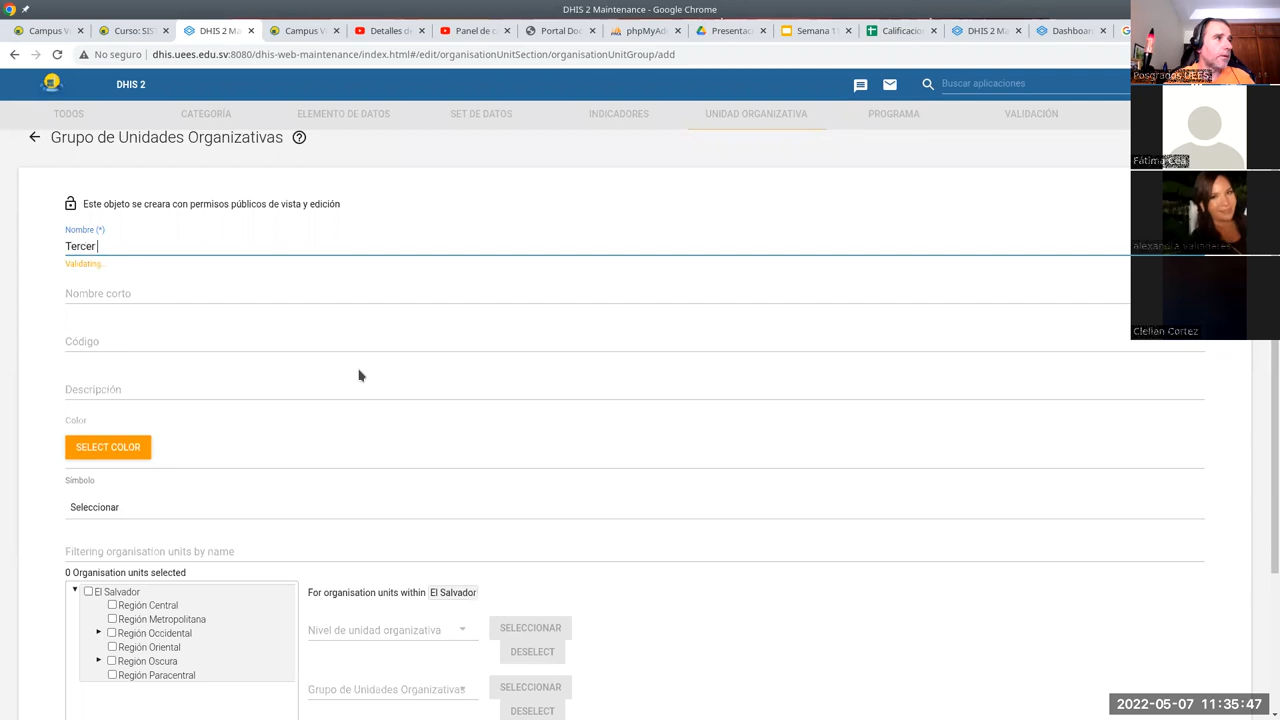 DHIS 2 Maintenance - Google Chrome
Campus V
Curso: SIS
DHIS 2 M
Campus V
Detalles de
Panel de c
Portal Do
phpMyAd
Presentac
Semana 1
Calificacio
DHIS 2 M
Dashboar
No seguro
dhis.uees.edu.sv:8080/dhis-web-maintenance/index.html#/edit/organisationUnitSection/organisationUnitGroup/add
DHIS 2
Buscar aplicaciones
TODOS CATEGORÍA ELEMENTO DE DATOS SET DE DATOS INDICADORES UNIDAD ORGANIZATIVA PROGRAMA VALIDACIÓN
Grupo de Unidades Organizativas
Este objeto se creara con permisos públicos de vista y edición
Nombre (*)
Tercer
Validating...
Nombre corto
Código
Descripción
Color
SELECT COLOR
Símbolo
Seleccionar
Filtering organisation units by name
0 Organisation units selected
El Salvador
Región Central
Región Metropolitana
Región Occidental
Región Oriental
Region Oscura
Región Paracentral
For organisation units within El Salvador
Nivel de unidad organizativa
SELECCIONAR
DESELECT
Grupo de Unidades Organizativas
SELECCIONAR
DESELECT
Posgrados UEES
Fátima Cea
Clelian Cortez
2022-05-07 11:35:47